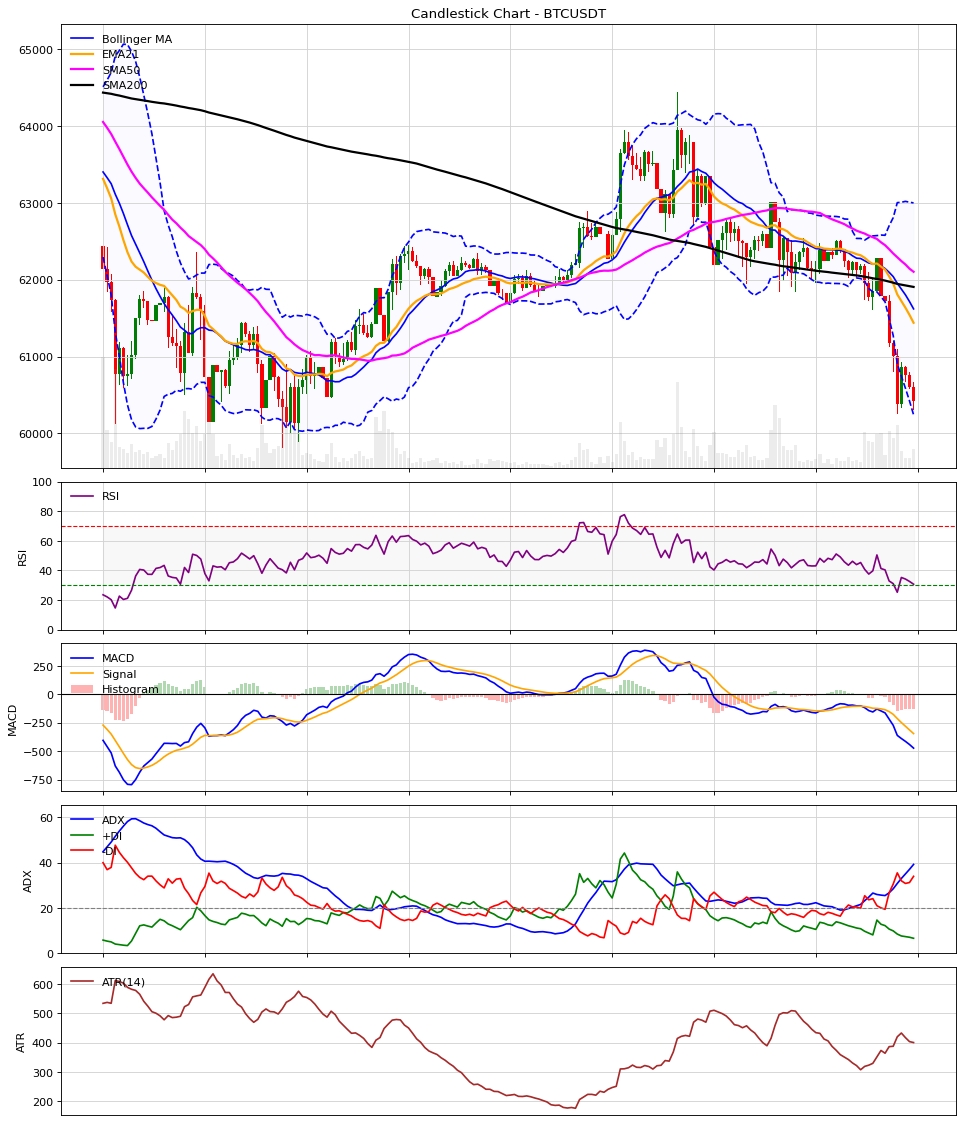 Candlestick Chart - BTCUSDT
Bollinger MA
EMA21
SMA50
SMA200
65000
64000
63000
62000
61000
60000
RSI
RSI
100
80
60
40
20
0
MACD
Signal
Histogram
MACD
250
0
−250
−500
−750
ADX
+DI
-DI
ADX
60
40
20
0
ATR(14)
ATR
600
500
400
300
200